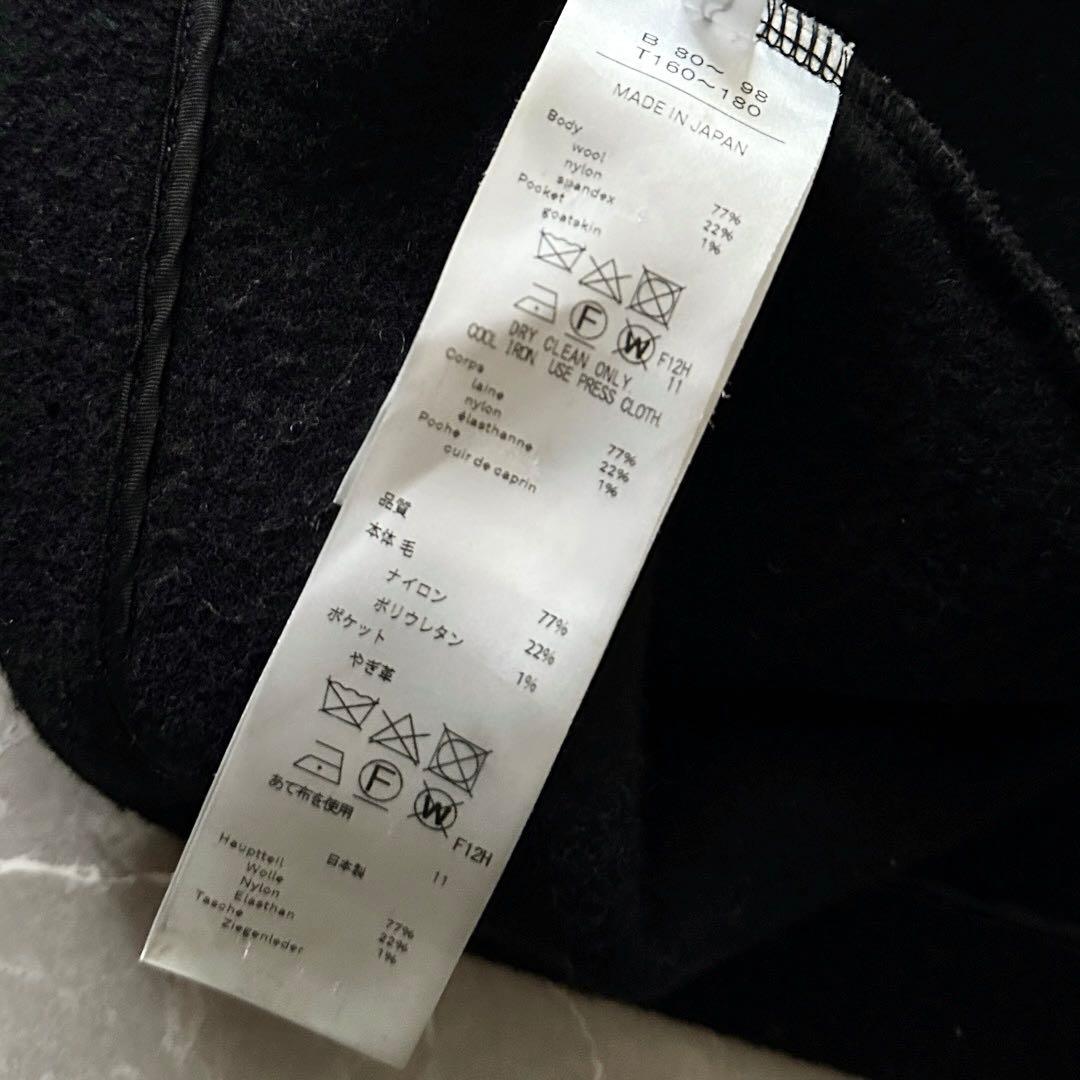 B 80～ 98
T160～180
MADE IN JAPAN
Body
wool 77%
nylon 22%
spandex 1%
Pocket
goatskin
F W F12H
DRY CLEAN ONLY. 11
COOL IRON USE PRESS CLOTH.
Corps
laine 77%
nylon 22%
élasthanne 1%
Poche
cuir de caprin
品質
本体 毛 77%
ナイロン 22%
ポリウレタン 1%
ポケット
やぎ革
F W F12H
あて布を使用
日本製 11
Hauptteil
Wolle 77%
Nylon 22%
Elasthan 1%
Tasche
Ziegenleder